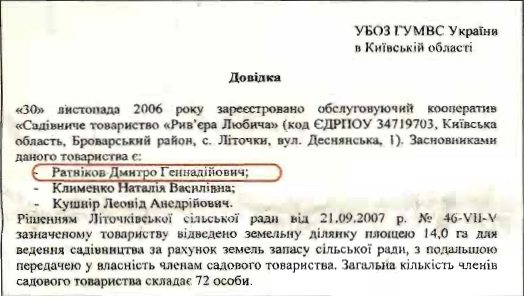 УБОЗ ГУМВС України
в Київській області
Довідка
«30» листопада 2006 року зареєстровано обслуговуючий кооператив
«Садівниче товариство «Рив’єра Любича» (код ЄДРПОУ 34719703, Київська
область, Броварський район, с. Літочки, вул. Деснянська, 1). Засновниками
даного товариства є:
- Ратніков Дмитро Геннадійович;
- Клименко Наталія Василівна;
- Кушнір Леонід Анедрійович.
Рішенням Літочківської сільської ради від 21.09.2007 р. № 46-VII-V
зазначеному товариству відведено земельну ділянку площею 14,0 га для
ведення садівництва за рахунок земель запасу сільської ради, з подальшою
передачею у власність членам садового товариства. Загальна кількість членів
садового товариства складає 72 особи.